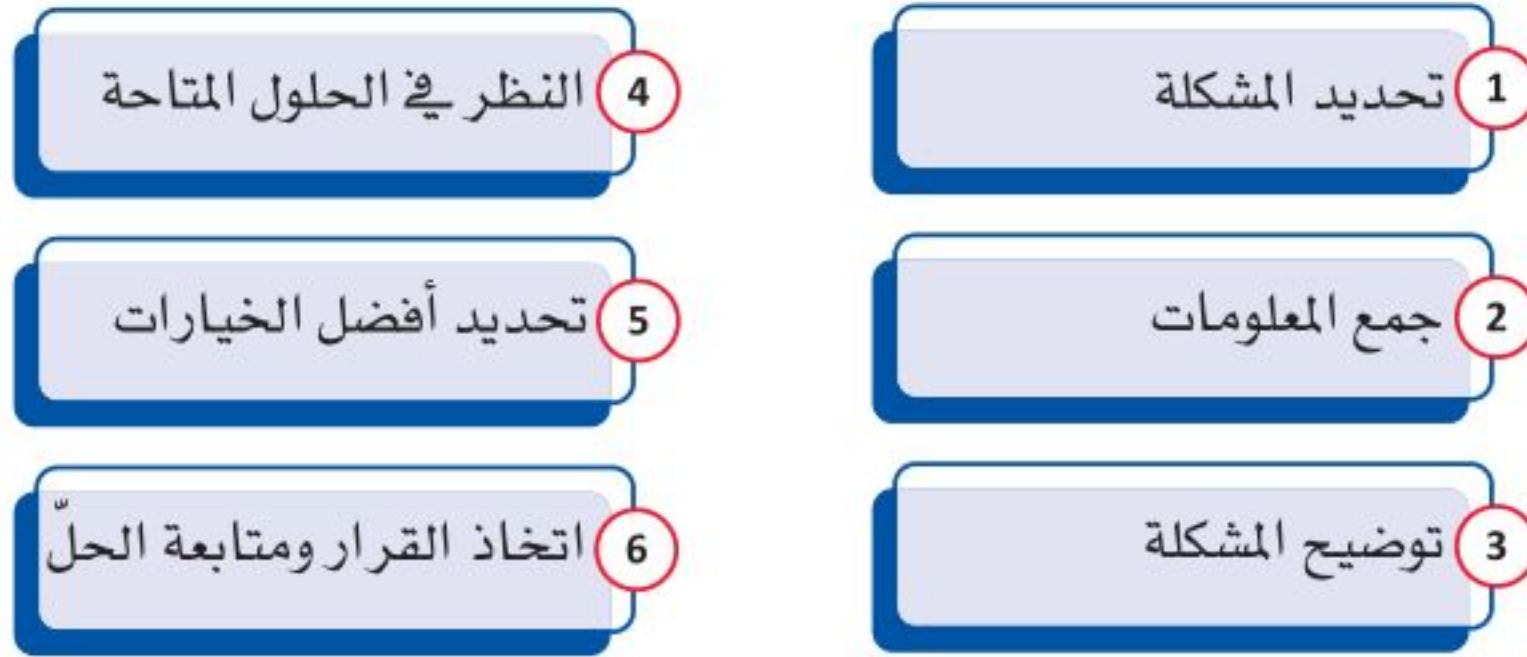 1 تحديد المشكلة
2 جمع المعلومات
3 توضيح المشكلة
4 النظر في الحلول المتاحة
5 تحديد أفضل الخيارات
6 اتخاذ القرار ومتابعة الحلّ